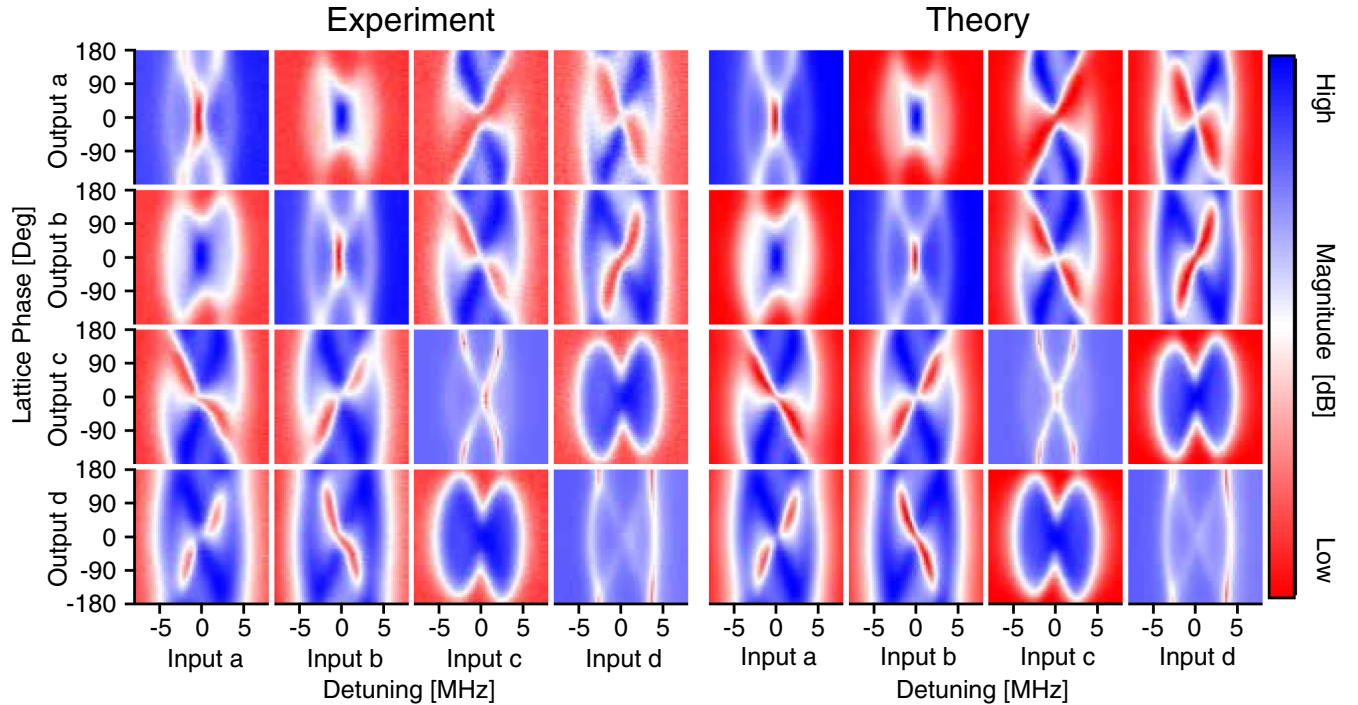 Experiment Theory
Lattice Phase [Deg]
Output a
180
90
0
-90
Output b
180
90
0
-90
Output c
180
90
0
-90
Output d
180
90
0
-90
-180
-5 0 5 -5 0 5 -5 0 5 -5 0 5 -5 0 5 -5 0 5 -5 0 5 -5 0 5
Input a Input b Input c Input d Input a Input b Input c Input d
Detuning [MHz] Detuning [MHz]
High
Magnitude [dB]
Low